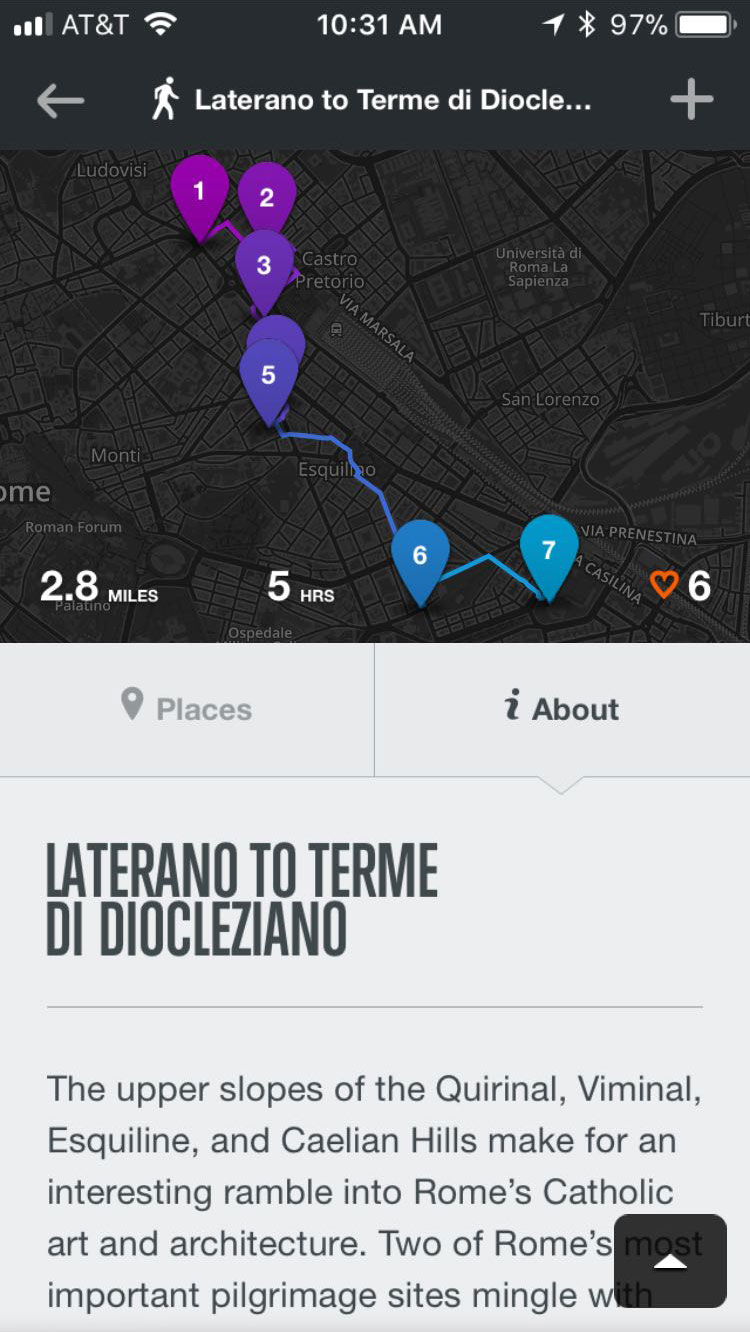 AT&T 10:31 AM 97%
Laterano to Terme di Diocle...
Ludovisi
1
2
3
Castro
Pretorio
Università di
Roma La
Sapienza
VIA MARSALA
Tiburt
5
San Lorenzo
Monti
Esquilino
ome
Roman Forum
VIA PRENESTINA
6
7
A CASILINA
2.8 MILES
5 HRS
6
Palatino
Ospedale
Places
About
LATERANO TO TERME
DI DIOCLEZIANO
The upper slopes of the Quirinal, Viminal,
Esquiline, and Caelian Hills make for an
interesting ramble into Rome's Catholic
art and architecture. Two of Rome's most
important pilgrimage sites mingle with